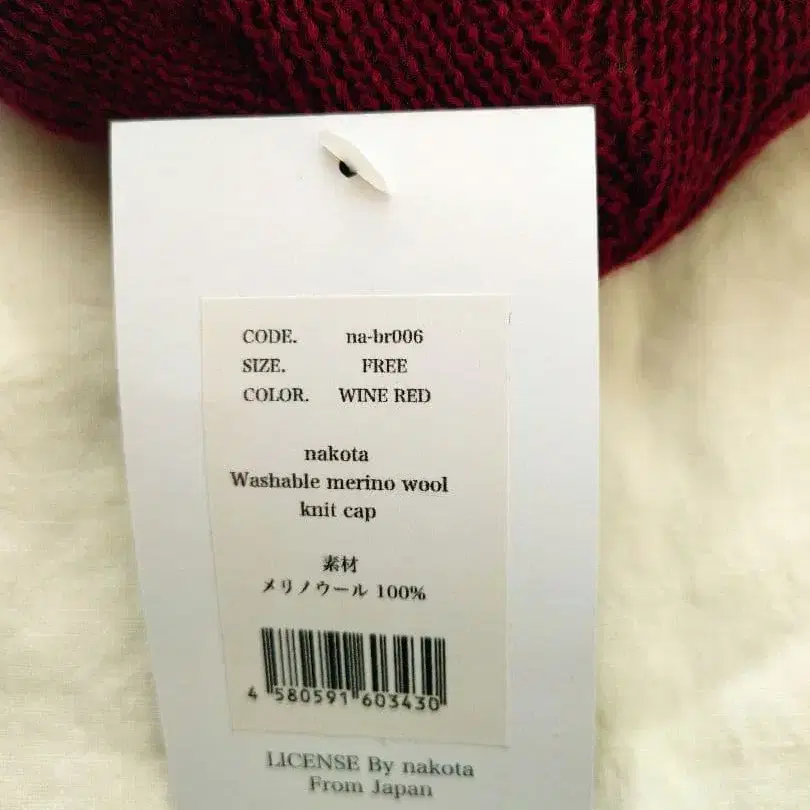 CODE. na-br006
SIZE. FREE
COLOR. WINE RED
nakota
Washable merino wool
knit cap
素材
メリノウール 100%
4 580591 603430
LICENSE By nakota
From Japan